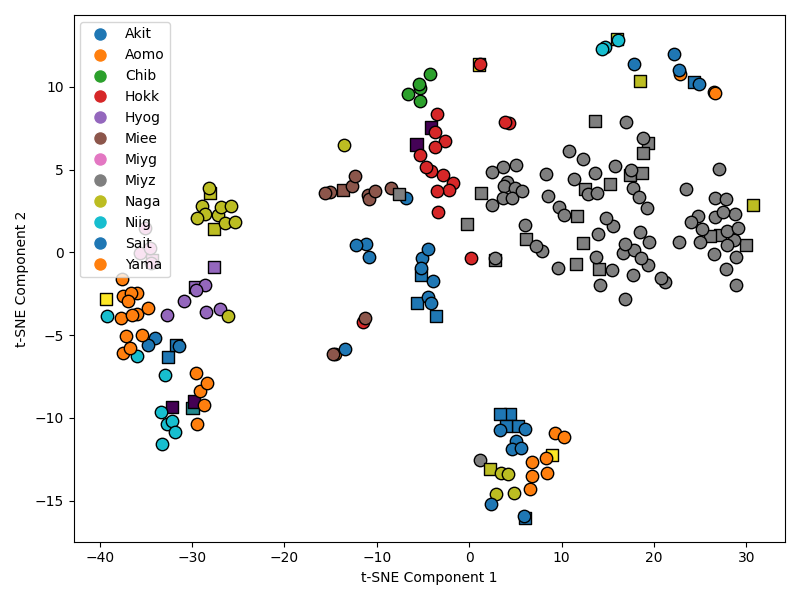 Akit
Aomo
Chib
Hokk
Hyog
Miee
Miyg
Miyz
Naga
Niig
Sait
Yama
10
5
0
−5
−10
−15
t-SNE Component 2
−40 −30 −20 −10 0 10 20 30
t-SNE Component 1